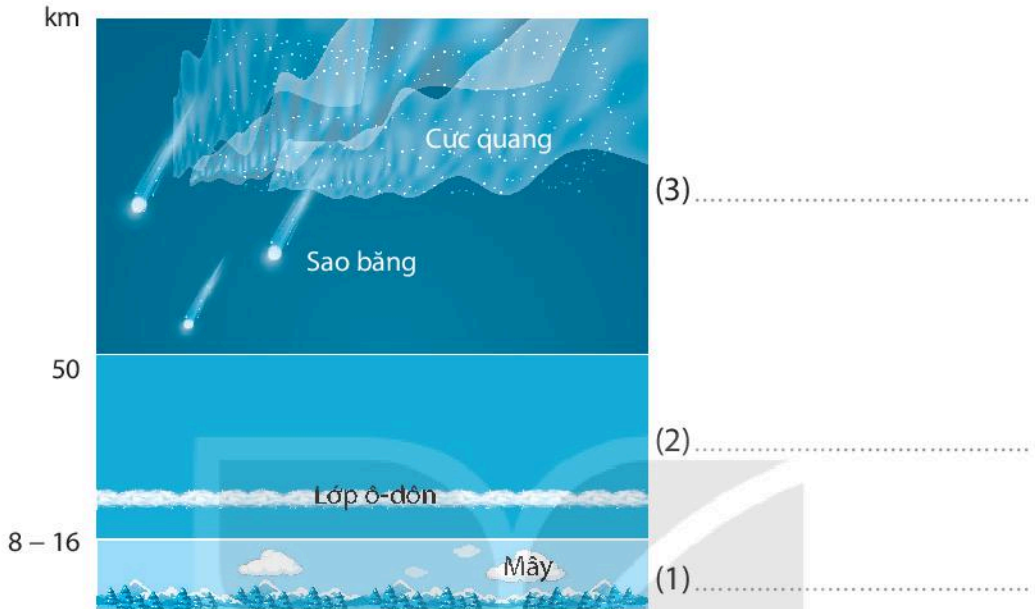 km
Cực quang
(3)..........................................
Sao băng
50
(2)..........................................
Lớp ô-dôn
8 – 16
Mây
(1)..........................................